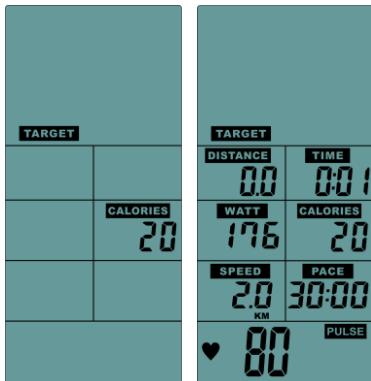 TARGET
CALORIES
20
TARGET
DISTANCE TIME
0.0 0:01
WATT CALORIES
176 20
SPEED PACE
2.0 30:00
KM
PULSE
80